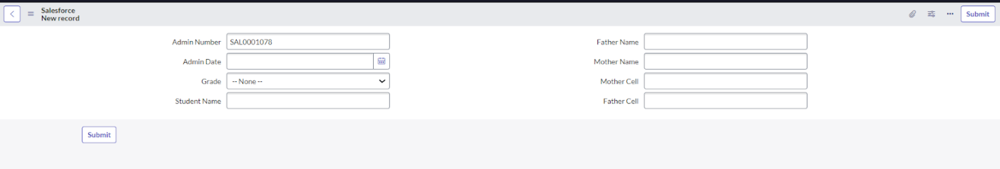 Salesforce
New record
Submit
Admin Number SAL0001078
Admin Date
Grade -- None --
Student Name
Father Name
Mother Name
Mother Cell
Father Cell
Submit